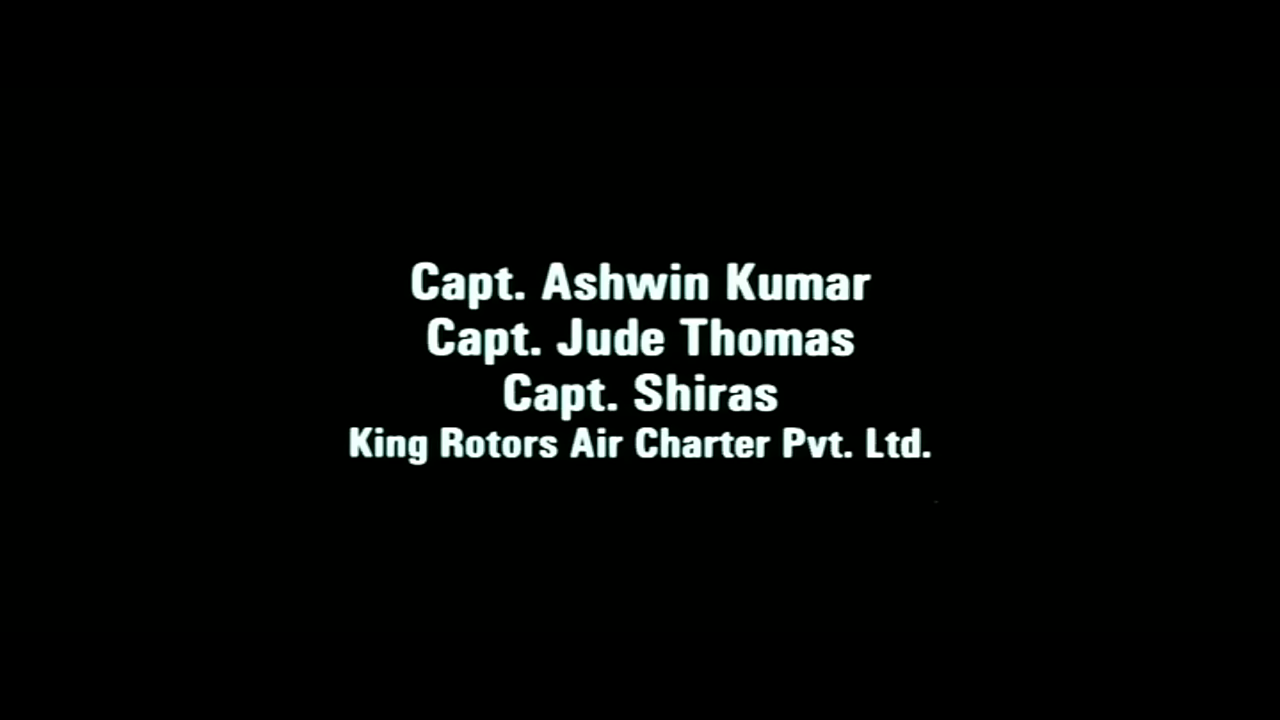 Capt. Ashwin Kumar
Capt. Jude Thomas
Capt. Shiras
King Rotors Air Charter Pvt. Ltd.